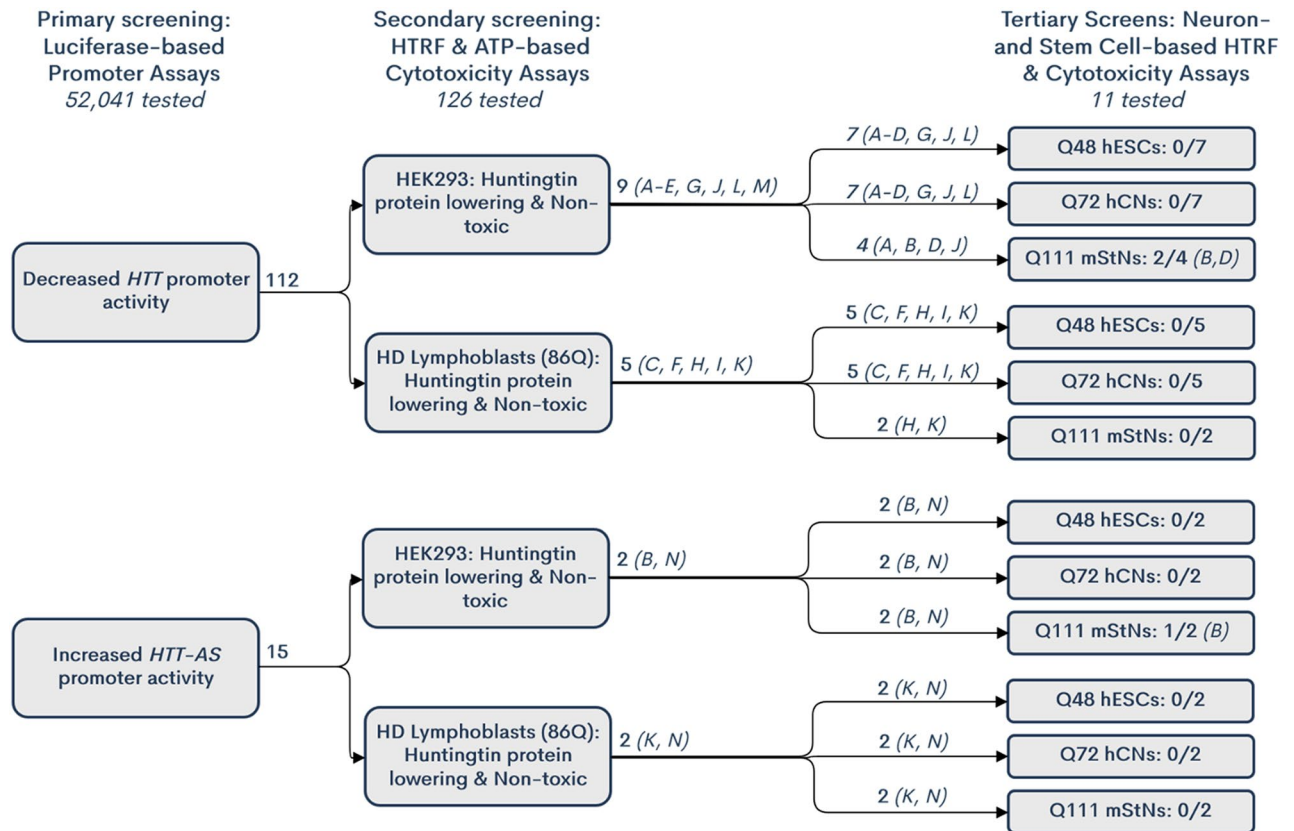 Primary screening:
Luciferase-based
Promoter Assays
52,041 tested
Secondary screening:
HTRF & ATP-based
Cytotoxicity Assays
126 tested
Tertiary Screens: Neuron-
and Stem Cell-based HTRF
& Cytotoxicity Assays
11 tested
Decreased HTT promoter
activity
112
HEK293: Huntingtin
protein lowering & Non-
toxic
9 (A-E, G, J, L, M)
7 (A-D, G, J, L)
Q48 hESCs: 0/7
7 (A-D, G, J, L)
Q72 hCNs: 0/7
4 (A, B, D, J)
Q111 mStNs: 2/4 (B,D)
HD Lymphoblasts (86Q):
Huntingtin protein
lowering & Non-toxic
5 (C, F, H, I, K)
5 (C, F, H, I, K)
Q48 hESCs: 0/5
5 (C, F, H, I, K)
Q72 hCNs: 0/5
2 (H, K)
Q111 mStNs: 0/2
Increased HTT-AS
promoter activity
15
HEK293: Huntingtin
protein lowering & Non-
toxic
2 (B, N)
2 (B, N)
Q48 hESCs: 0/2
2 (B, N)
Q72 hCNs: 0/2
2 (B, N)
Q111 mStNs: 1/2 (B)
HD Lymphoblasts (86Q):
Huntingtin protein
lowering & Non-toxic
2 (K, N)
2 (K, N)
Q48 hESCs: 0/2
2 (K, N)
Q72 hCNs: 0/2
2 (K, N)
Q111 mStNs: 0/2